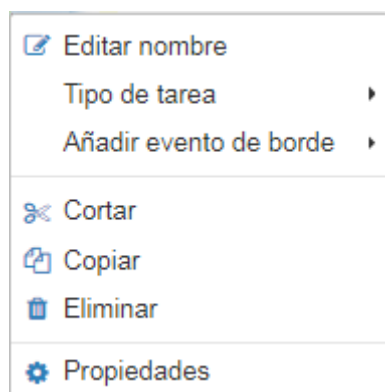 Editar nombre
Tipo de tarea
Añadir evento de borde
Cortar
Copiar
Eliminar
Propiedades